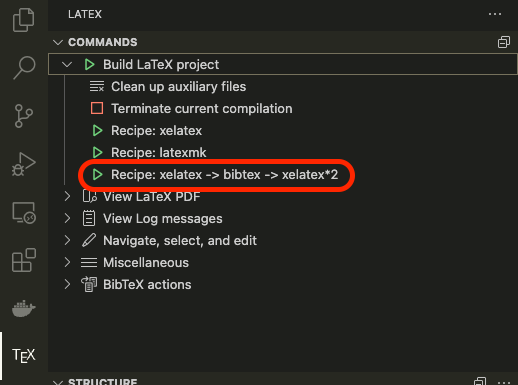 LATEX
COMMANDS
Build LaTeX project
Clean up auxiliary files
Terminate current compilation
Recipe: xelatex
Recipe: latexmk
Recipe: xelatex -> bibtex -> xelatex*2
View LaTeX PDF
View Log messages
Navigate, select, and edit
Miscellaneous
BibTeX actions
TEX
STRUCTURE